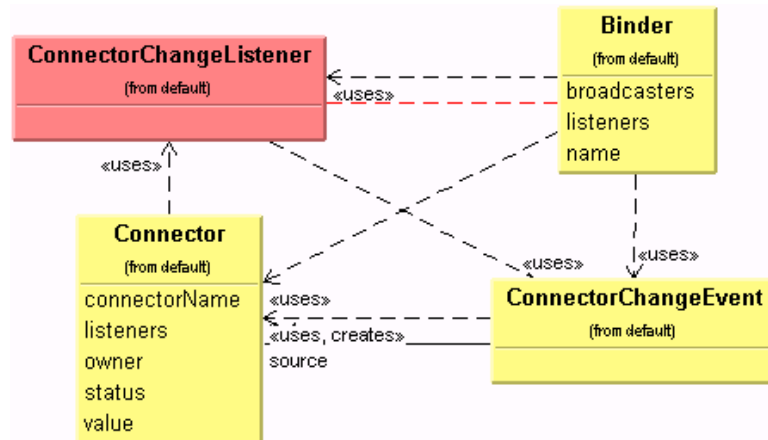 ConnectorChangeListener
(from default)
Binder
(from default)
broadcasters
listeners
name
«uses»
«uses»
Connector
(from default)
connectorName
listeners
owner
status
value
«uses»
«uses»
«uses»
«uses, creates»
source
ConnectorChangeEvent
(from default)